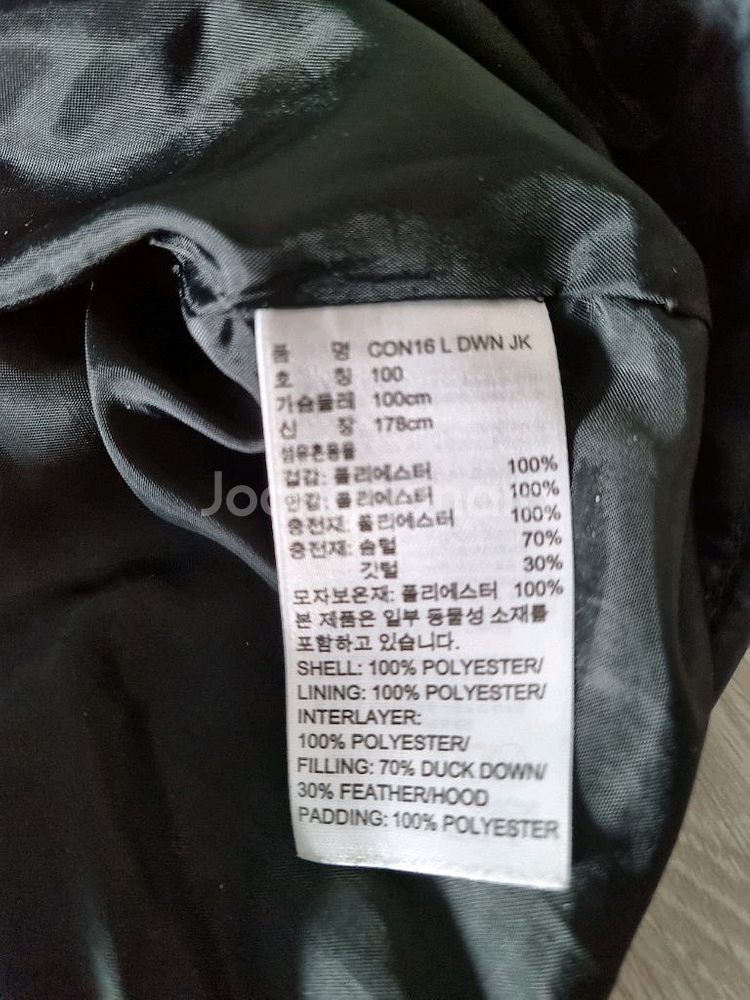 품 명 CON16 L DWN JK
호 칭 100
가슴둘레 100cm
신 장 178cm
섬유혼용율
겉감: 폴리에스터 100%
안감: 폴리에스터 100%
충전재: 폴리에스터 100%
충전재: 솜털 70%
깃털 30%
모자보온재: 폴리에스터 100%
본 제품은 일부 동물성 소재를
포함하고 있습니다.
SHELL: 100% POLYESTER/
LINING: 100% POLYESTER/
INTERLAYER:
100% POLYESTER/
FILLING: 70% DUCK DOWN/
30% FEATHER/HOOD
PADDING: 100% POLYESTER